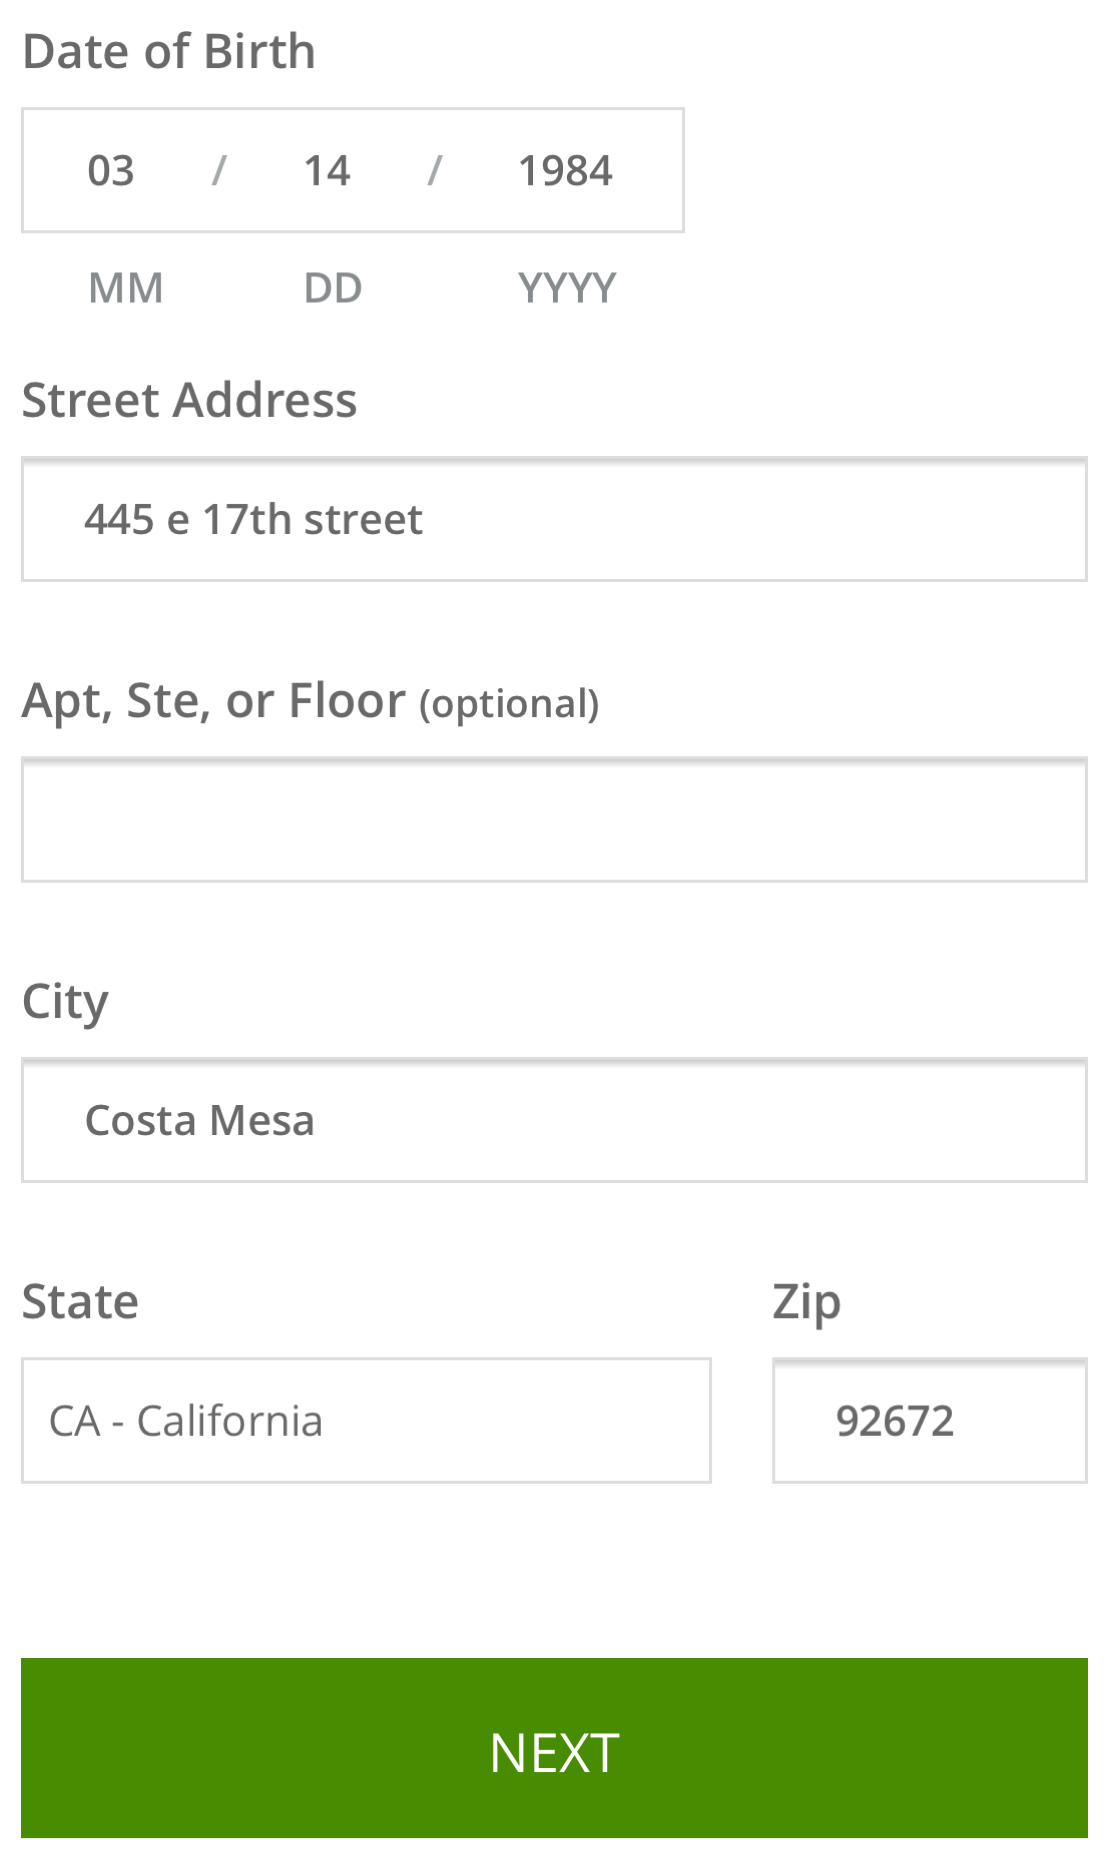 Date of Birth
03 / 14 / 1984
MM DD YYYY
Street Address
445 e 17th street
Apt, Ste, or Floor (optional)
City
Costa Mesa
State Zip
CA - California 92672
NEXT